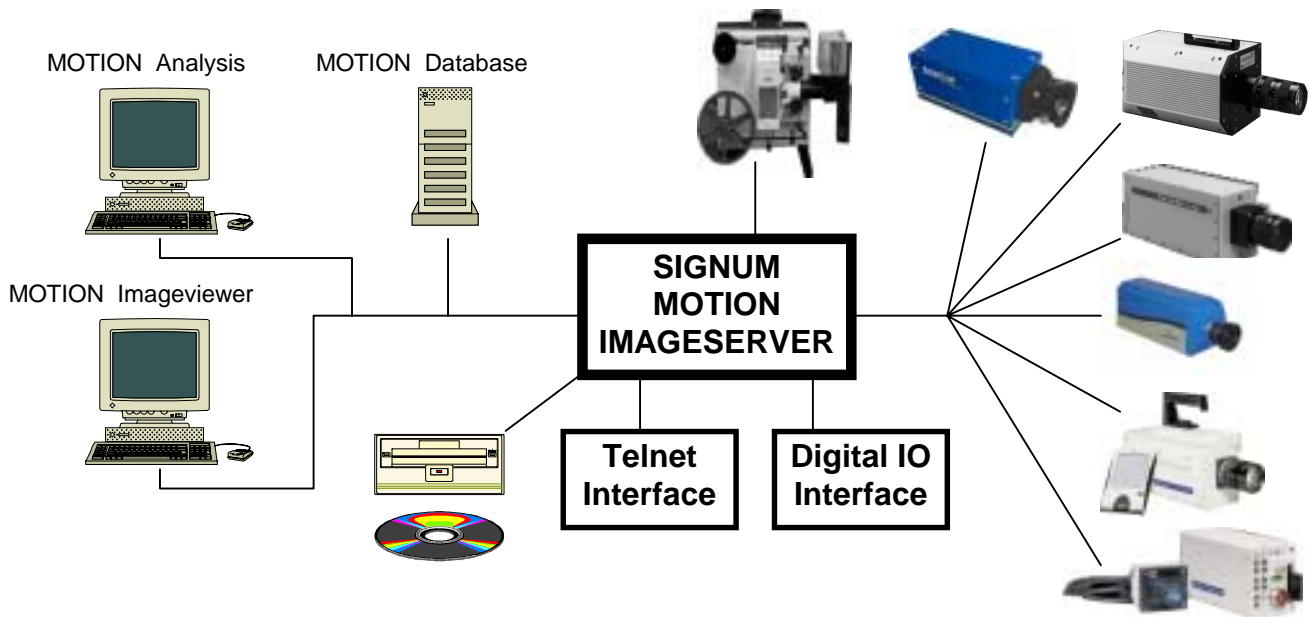 MOTION Analysis
MOTION Database
MOTION Imageviewer
SIGNUM
MOTION
IMAGESERVER
Telnet
Interface
Digital IO
Interface